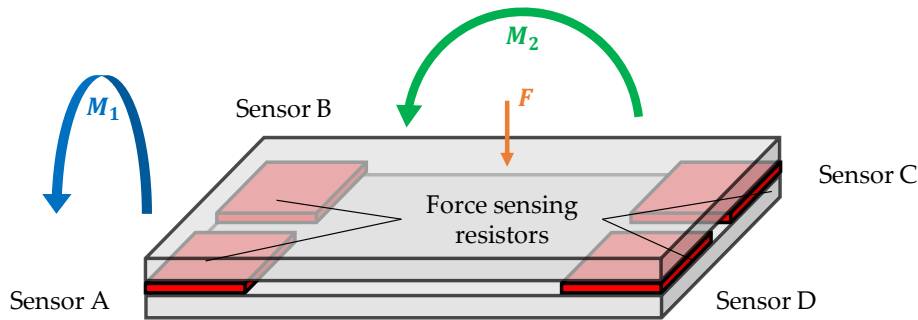 M₂
M₁
Sensor B
F
Sensor C
Force sensing
resistors
Sensor A
Sensor D